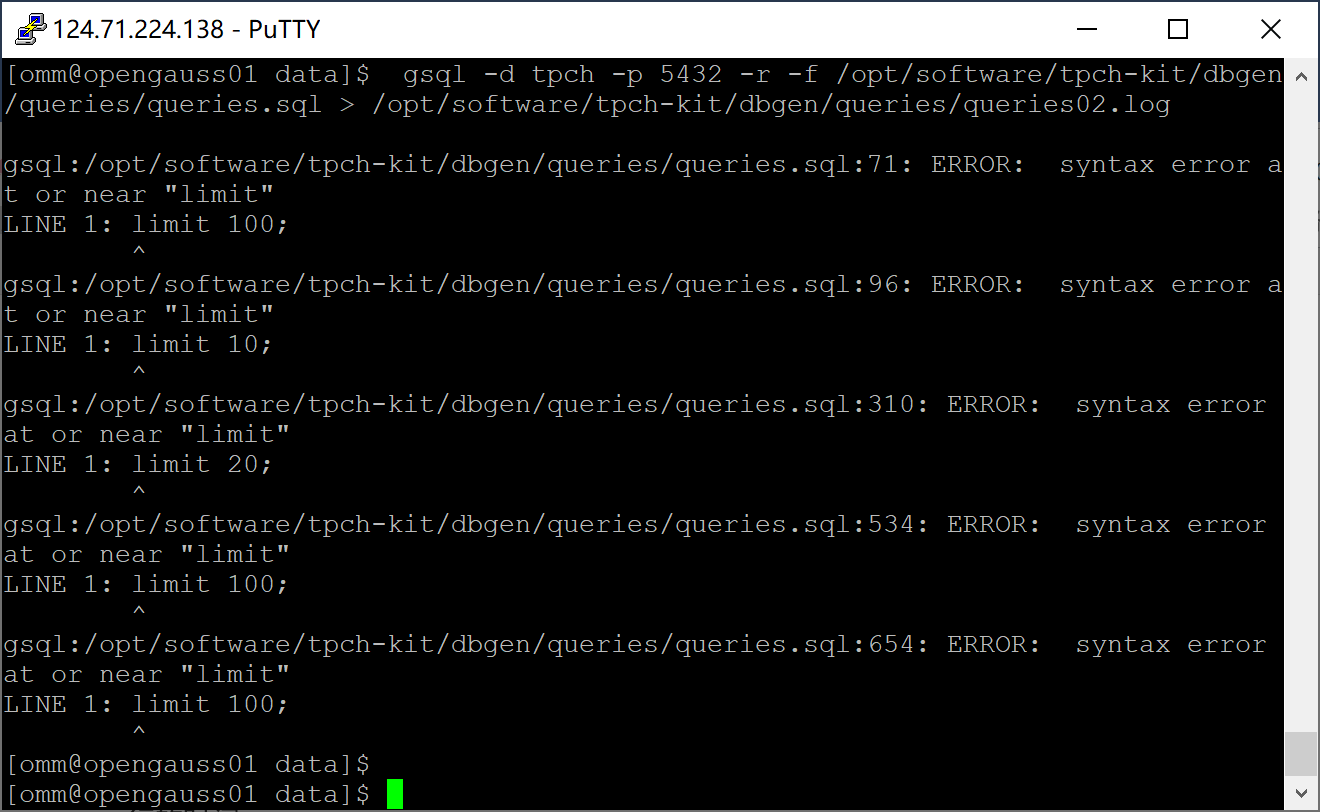 124.71.224.138 - PuTTY
[omm@opengauss01 data]$  gsql -d tpch -p 5432 -r -f /opt/software/tpch-kit/dbgen
/queries/queries.sql > /opt/software/tpch-kit/dbgen/queries/queries02.log
gsql:/opt/software/tpch-kit/dbgen/queries/queries.sql:71: ERROR:  syntax error a
t or near "limit"
LINE 1: limit 100;
^
gsql:/opt/software/tpch-kit/dbgen/queries/queries.sql:96: ERROR:  syntax error a
t or near "limit"
LINE 1: limit 10;
^
gsql:/opt/software/tpch-kit/dbgen/queries/queries.sql:310: ERROR:  syntax error
at or near "limit"
LINE 1: limit 20;
^
gsql:/opt/software/tpch-kit/dbgen/queries/queries.sql:534: ERROR:  syntax error
at or near "limit"
LINE 1: limit 100;
^
gsql:/opt/software/tpch-kit/dbgen/queries/queries.sql:654: ERROR:  syntax error
at or near "limit"
LINE 1: limit 100;
^
[omm@opengauss01 data]$
[omm@opengauss01 data]$